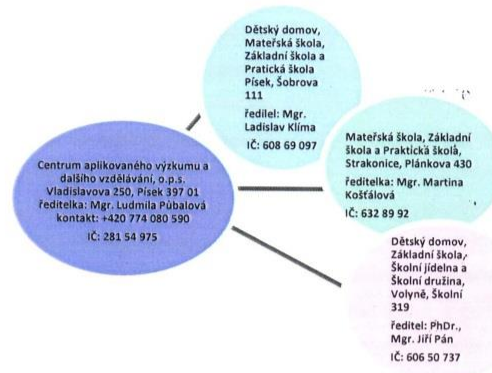 Dětský domov,
Mateřská škola,
Základní škola a
Pratická škola
Písek, Šobrova
111
ředilel: Mgr.
Ladislav Klíma
IČ: 608 69 097
Centrum aplikovaného výzkumu a
dalšího vzdělávání, o.p.s.
Vladislavova 250, Písek 397 01
ředitelka: Mgr. Ludmila Půbalová
kontakt: +420 774 080 590
IČ: 281 54 975
Mateřská škola, Základní
škola a Praktická škola,
Strakonice, Plánkova 430
ředitelka: Mgr. Martina
Košťálová
IČ: 632 89 92
Dětský domov,
Základní škola,
Školní jídelna a
Školní družina,
Volyně, Školní
319
ředitel: PhDr.,
Mgr. Jiří Pán
IČ: 606 50 737